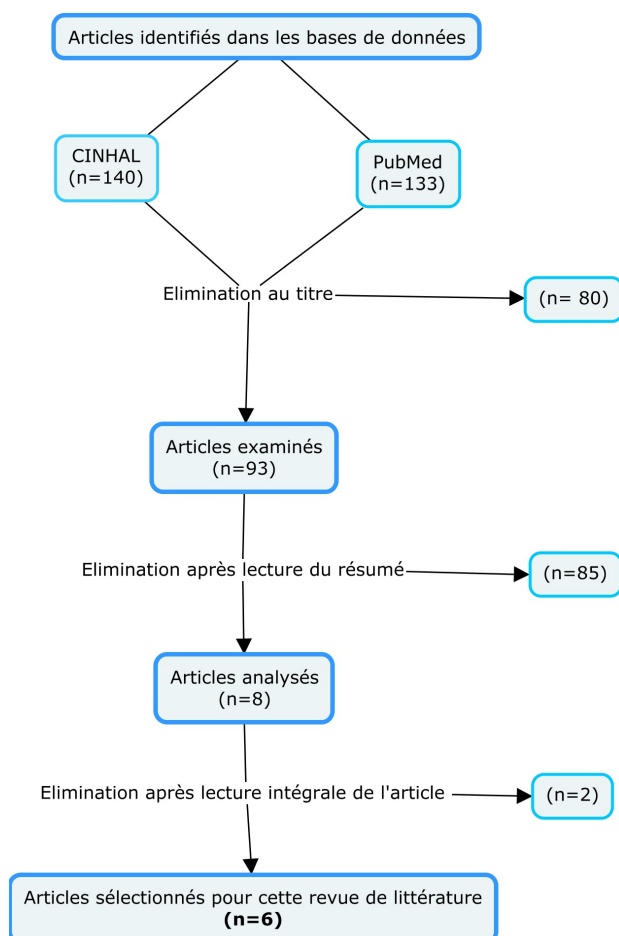 Articles identifiés dans les bases de données
CINHAL
(n=140)
PubMed
(n=133)
Elimination au titre
(n= 80)
Articles examinés
(n=93)
Elimination après lecture du résumé
(n=85)
Articles analysés
(n=8)
Elimination après lecture intégrale de l'article
(n=2)
Articles sélectionnés pour cette revue de littérature
(n=6)